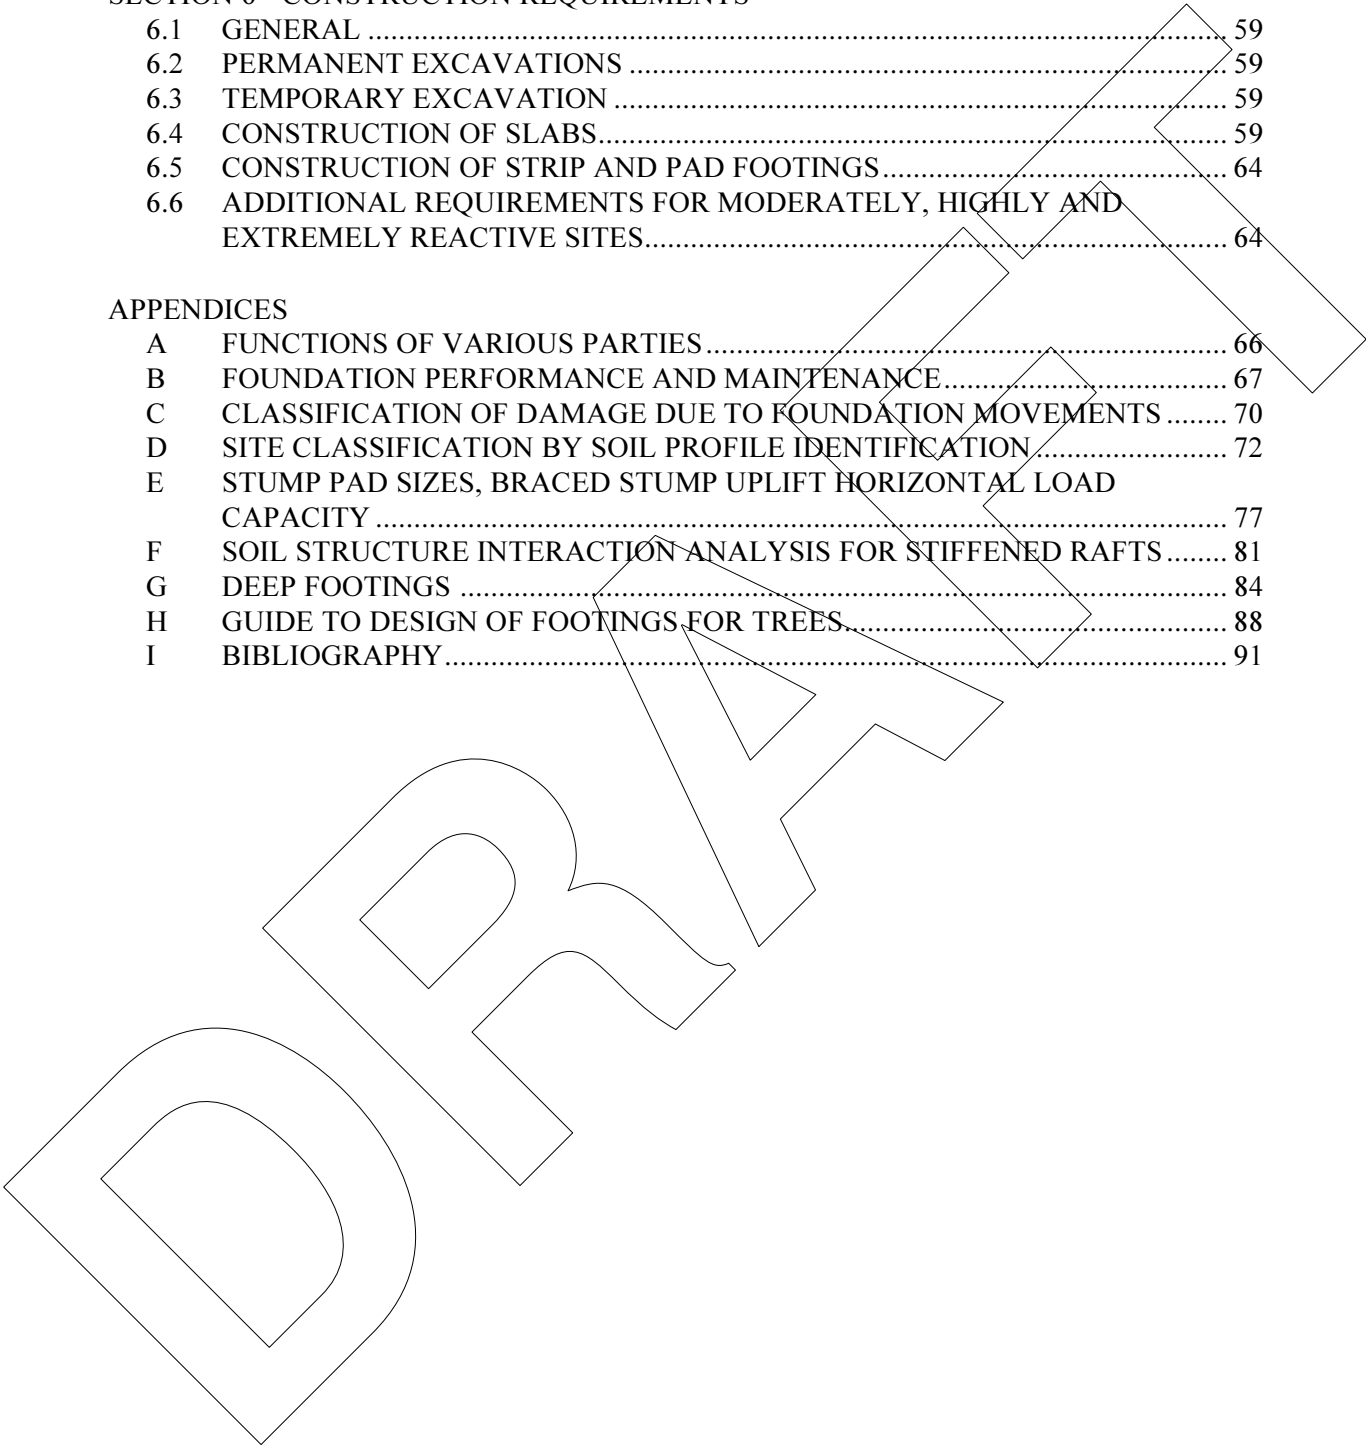 SECTION 6 CONSTRUCTION REQUIREMENTS
6.1 GENERAL ........ 59
6.2 PERMANENT EXCAVATIONS ........ 59
6.3 TEMPORARY EXCAVATION ........ 59
6.4 CONSTRUCTION OF SLABS ........ 59
6.5 CONSTRUCTION OF STRIP AND PAD FOOTINGS ........ 64
6.6 ADDITIONAL REQUIREMENTS FOR MODERATELY, HIGHLY AND
EXTREMELY REACTIVE SITES ........ 64
APPENDICES
A FUNCTIONS OF VARIOUS PARTIES ........ 66
B FOUNDATION PERFORMANCE AND MAINTENANCE ........ 67
C CLASSIFICATION OF DAMAGE DUE TO FOUNDATION MOVEMENTS ........ 70
D SITE CLASSIFICATION BY SOIL PROFILE IDENTIFICATION ........ 72
E STUMP PAD SIZES, BRACED STUMP UPLIFT HORIZONTAL LOAD
CAPACITY ........ 77
F SOIL STRUCTURE INTERACTION ANALYSIS FOR STIFFENED RAFTS ........ 81
G DEEP FOOTINGS ........ 84
H GUIDE TO DESIGN OF FOOTINGS FOR TREES ........ 88
I BIBLIOGRAPHY ........ 91
DRAFT